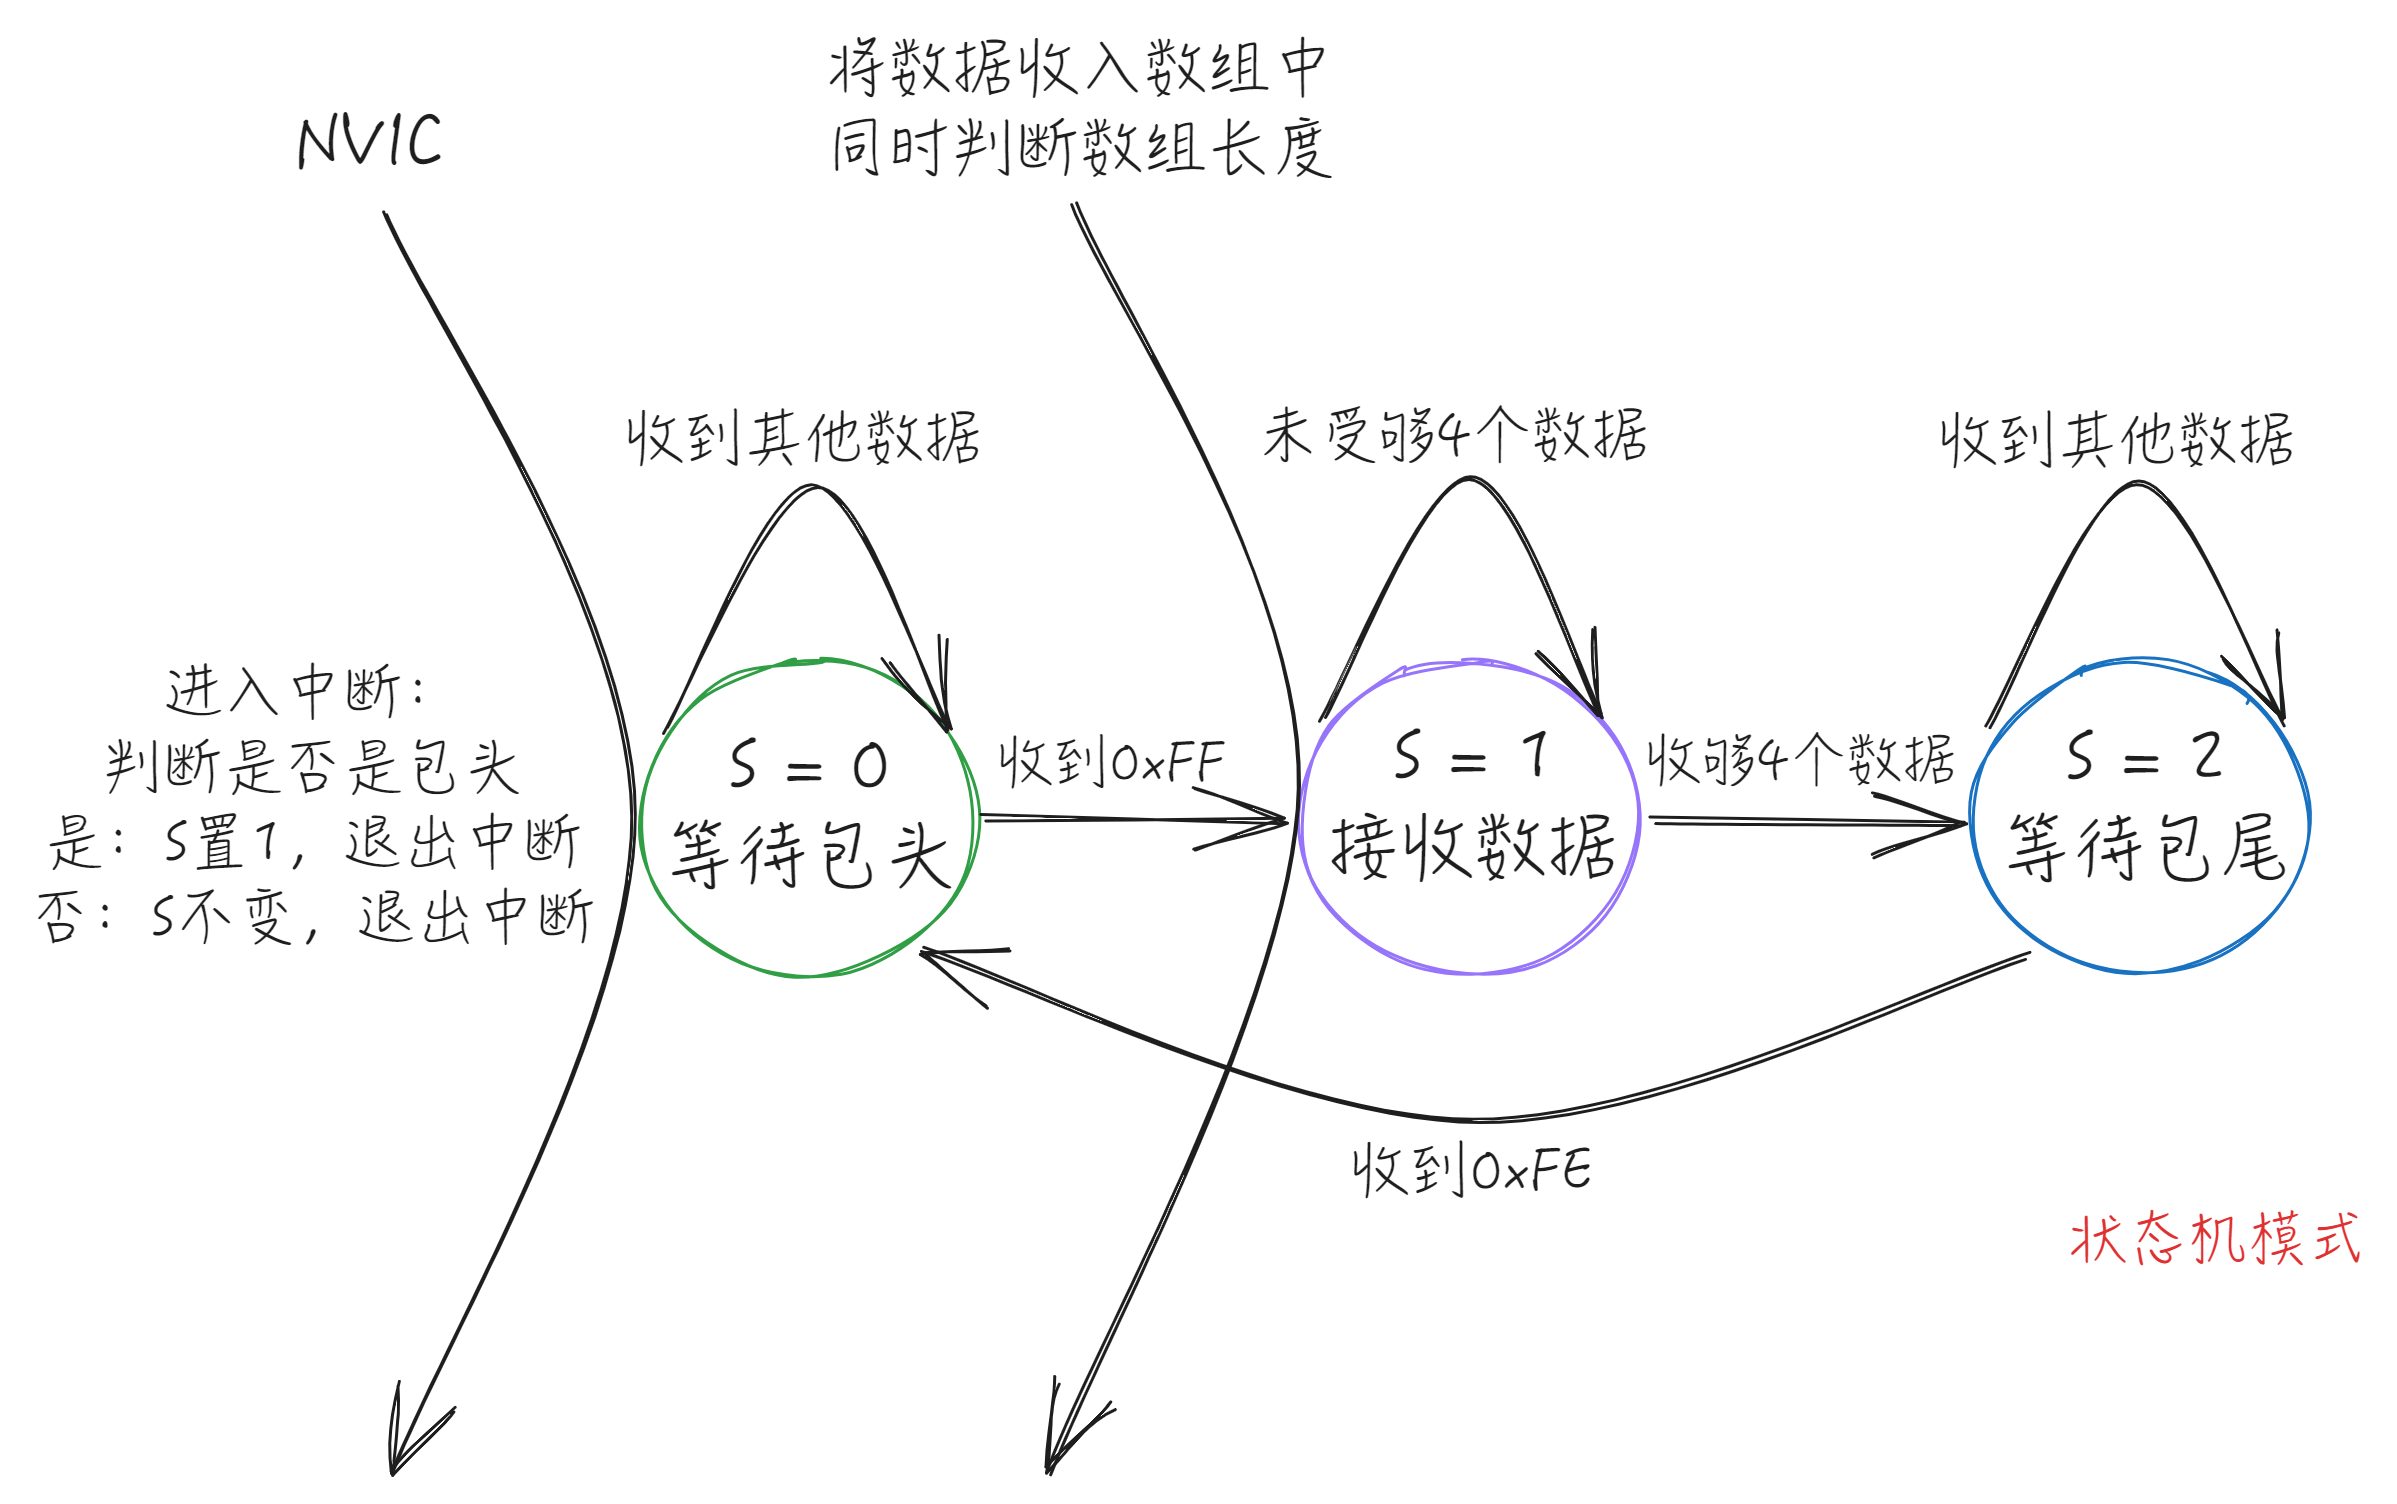 将数据收入数组中
同时判断数组长度
NVIC
收到其他数据
未受够4个数据
收到其他数据
进入中断：
判断是否是包头
是：S置1，退出中断
否：S不变，退出中断
S = 0
等待包头
收到0xFF
S = 1
接收数据
收够4个数据
S = 2
等待包尾
收到0xFE
状态机模式